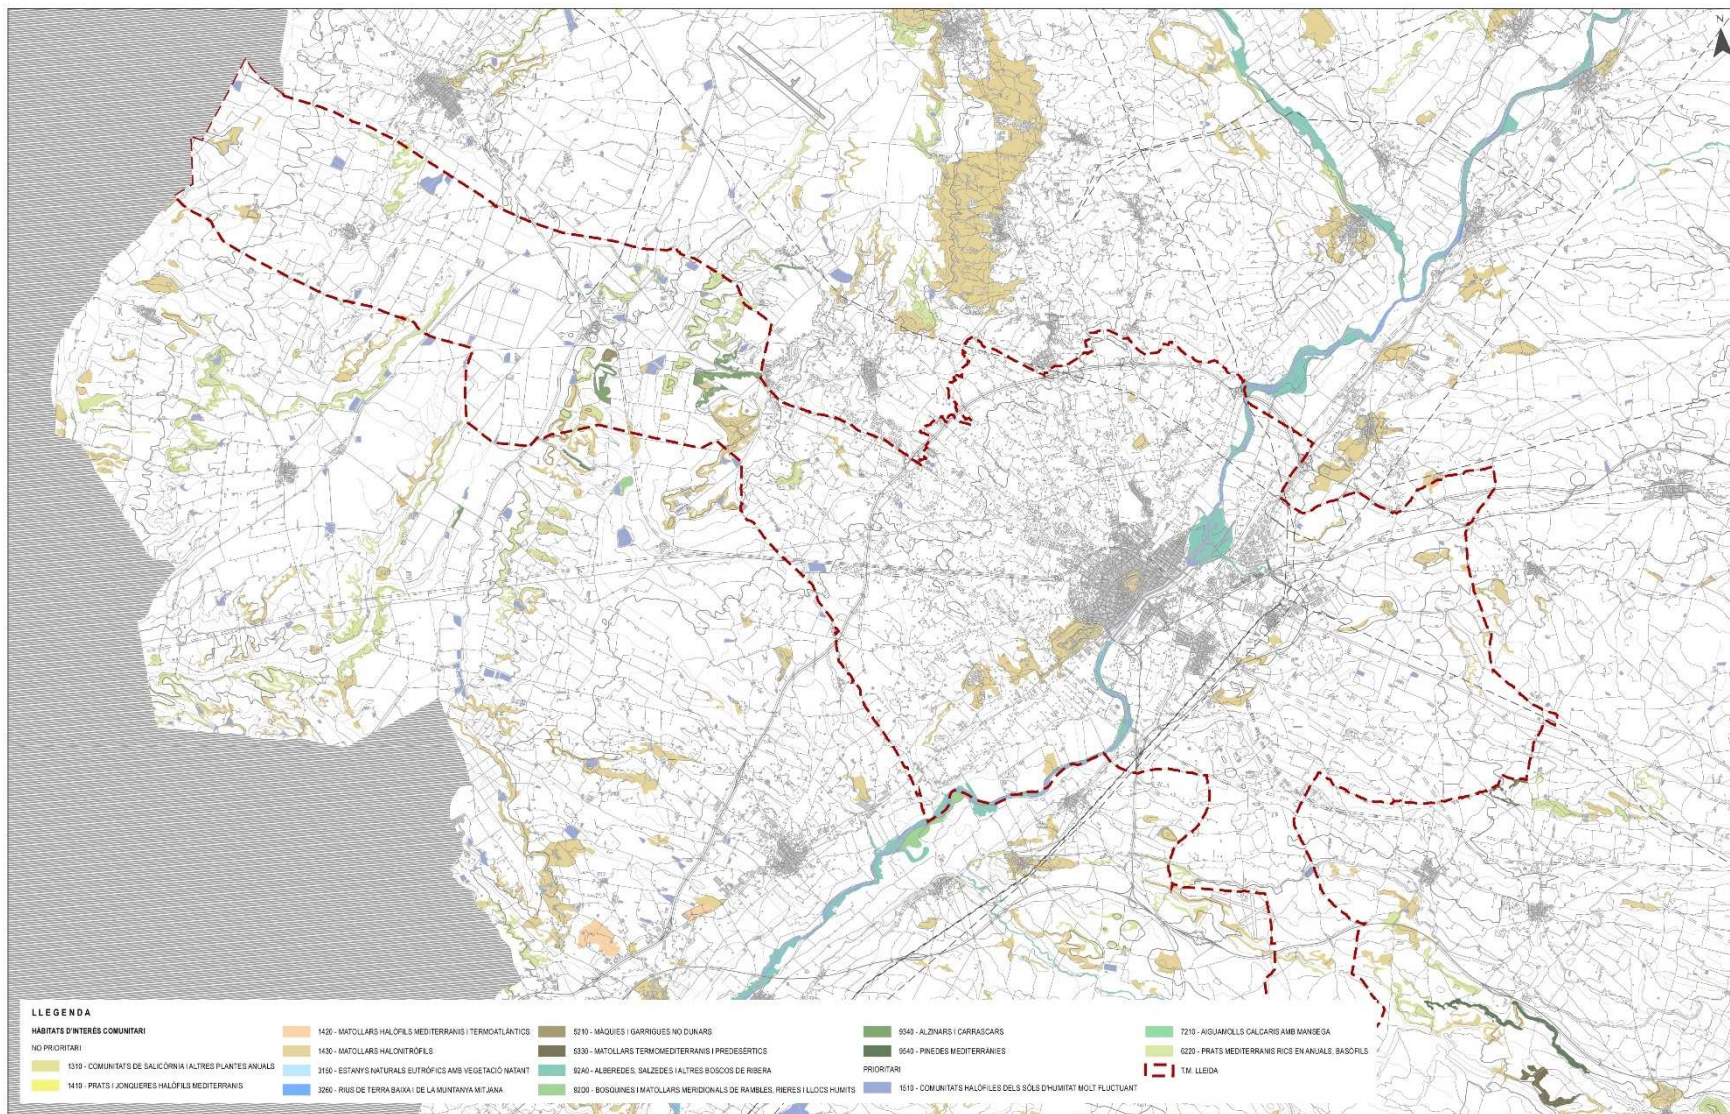 N
LLEGENDA
HÀBITATS D'INTERÈS COMUNITARI
NO PRIORITARI
1310 - COMUNITATS DE SALICÒRNIA I ALTRES PLANTES ANUALS
1410 - PRATS I JONQUERES HALÒFILS MEDITERRANIS
1420 - MATOLLARS HALÒFILS MEDITERRANIS I TERMOATLÀNTICS
1430 - MATOLLARS HALONITRÒFILS
3150 - ESTANYS NATURALS EUTRÒFICS AMB VEGETACIÓ NATANT
3260 - RIUS DE TERRA BAIXA I DE LA MUNTANYA MITJANA
5210 - MÀQUIES I GARRIGUES NO DUNARS
5330 - MATOLLARS TERMOMEDITERRANIS I PREDESÈRTICS
92A0 - ALBEREDES, SALZEDES I ALTRES BOSCOS DE RIBERA
92D0 - BOSQUINES I MATOLLARS MERIDIONALS DE RAMBLES, RIERES I LLOCS HUMITS
9340 - ALZINARS I CARRASCARS
9540 - PINEDES MEDITERRÀNIES
PRIORITARI
1510 - COMUNITATS HALÒFILES DELS SÒLS D'HUMITAT MOLT FLUCTUANT
7210 - AIGUAMOLLS CALCARIS AMB MANSEGA
6220 - PRATS MEDITERRANIS RICS EN ANUALS, BASÒFILS
T.M. LLEIDA